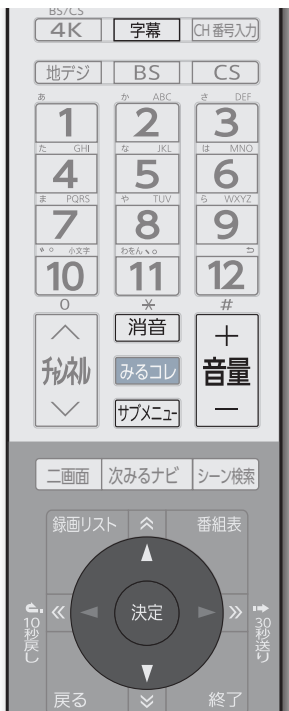 BS/CS
4K 字幕 CH番号入力
地デジ BS CS
あ か ABC さ DEF
1 2 3
た GHI な JKL は MNO
4 5 6
ま PQRS や TUV ら WXYZ
7 8 9
小文字 わをん、。
10 11 12
0 ＊ #
消音 ＋
チャンネル みるコレ 音量
サブメニュー －
二画面 次みるナビ シーン検索
録画リスト 番組表
10秒戻し 決定 30秒送り
戻る 終了